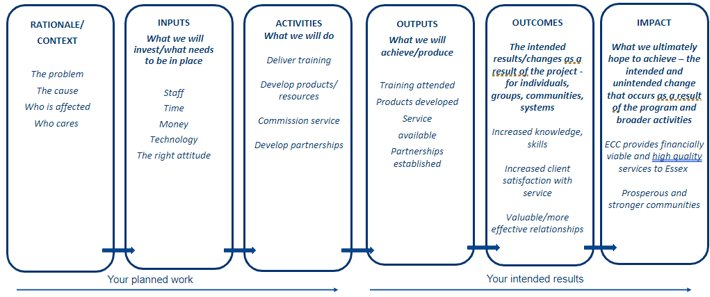 RATIONALE/
CONTEXT
The problem
The cause
Who is affected
Who cares
INPUTS
What we will
invest/what needs
to be in place
Staff
Time
Money
Technology
The right attitude
ACTIVITIES
What we will do
Deliver training
Develop products/
resources
Commission service
Develop partnerships
OUTPUTS
What we will
achieve/produce
Training attended
Products developed
Service
available
Partnerships
established
OUTCOMES
The intended
results/changes as a
result of the project -
for individuals,
groups, communities,
systems
Increased knowledge,
skills
Increased client
satisfaction with
service
Valuable/more
effective relationships
IMPACT
What we ultimately
hope to achieve – the
intended and
unintended change
that occurs as a result
of the program and
broader activities
ECC provides financially
viable and high quality
services to Essex
Prosperous and
stronger communities
Your planned work
Your intended results